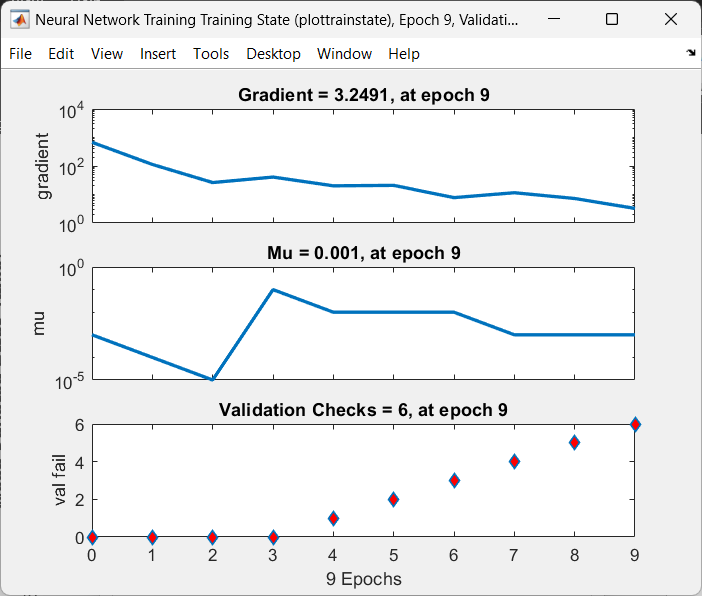 Neural Network Training Training State (plottrainstate), Epoch 9, Validati...
File Edit View Insert Tools Desktop Window Help
Gradient = 3.2491, at epoch 9
gradient
10^4
10^2
10^0
Mu = 0.001, at epoch 9
mu
10^0
10^-5
Validation Checks = 6, at epoch 9
val fail
6
4
2
0
0 1 2 3 4 5 6 7 8 9
9 Epochs